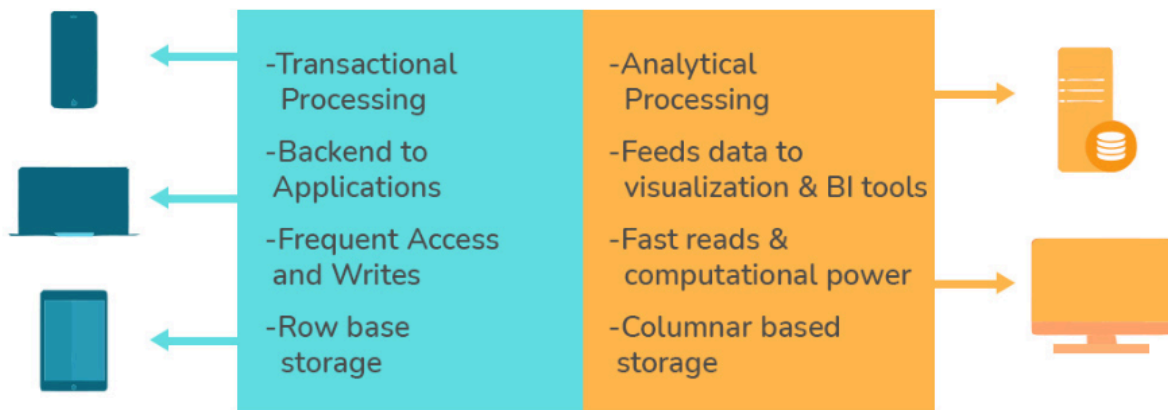 -Transactional
Processing
-Backend to
Applications
-Frequent Access
and Writes
-Row base
storage
-Analytical
Processing
-Feeds data to
visualization & BI tools
-Fast reads &
computational power
-Columnar based
storage